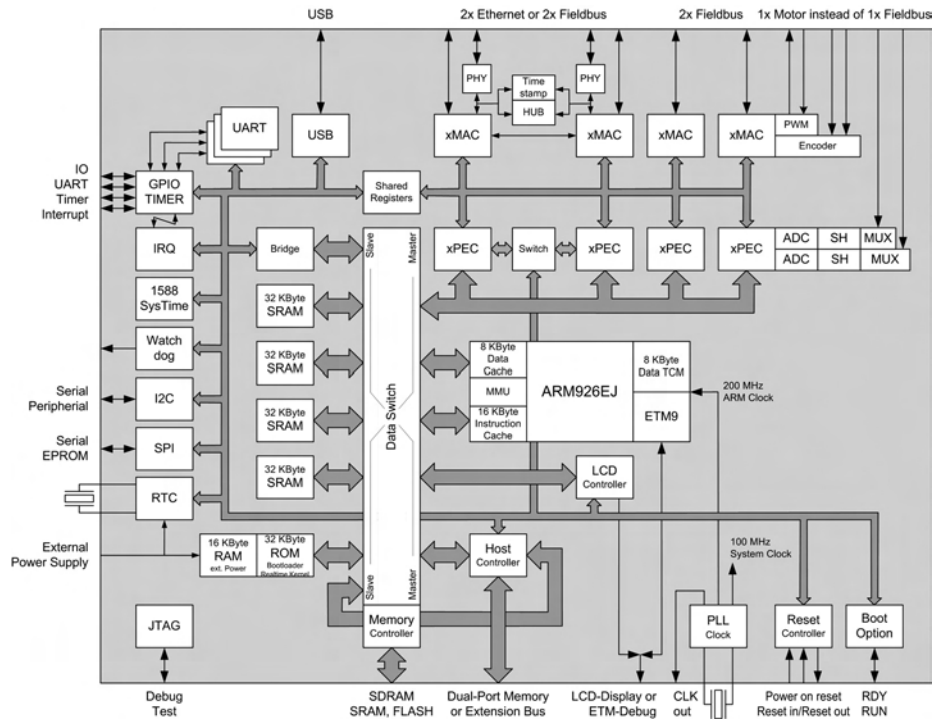 USB
2x Ethernet or 2x Fieldbus
2x Fieldbus
1x Motor instead of 1x Fieldbus
PHY
Time
stamp
HUB
PHY
UART
USB
xMAC
xMAC
xMAC
xMAC
PWM
Encoder
IO
UART
Timer
Interrupt
GPIO
TIMER
Shared
Registers
IRQ
Bridge
Slave
Master
xPEC
Switch
xPEC
xPEC
xPEC
ADC
SH
MUX
ADC
SH
MUX
1588
SysTime
32 KByte
SRAM
Watch
dog
32 KByte
SRAM
Data Switch
8 KByte
Data
Cache
MMU
16 KByte
Instruction
Cache
ARM926EJ
8 KByte
Data TCM
ETM9
200 MHz
ARM Clock
Serial
Peripherial
I2C
32 KByte
SRAM
Serial
EPROM
SPI
32 KByte
SRAM
LCD
Controller
RTC
External
Power Supply
16 KByte
RAM
ext. Power
32 KByte
ROM
Bootloader
Realtime Kernel
Host
Controller
100 MHz
System Clock
Slave
Master
JTAG
Memory
Controller
PLL
Clock
Reset
Controller
Boot
Option
Debug
Test
SDRAM
SRAM, FLASH
Dual-Port Memory
or Extension Bus
LCD-Display or
ETM-Debug
CLK
out
Power on reset
Reset in/Reset out
RDY
RUN